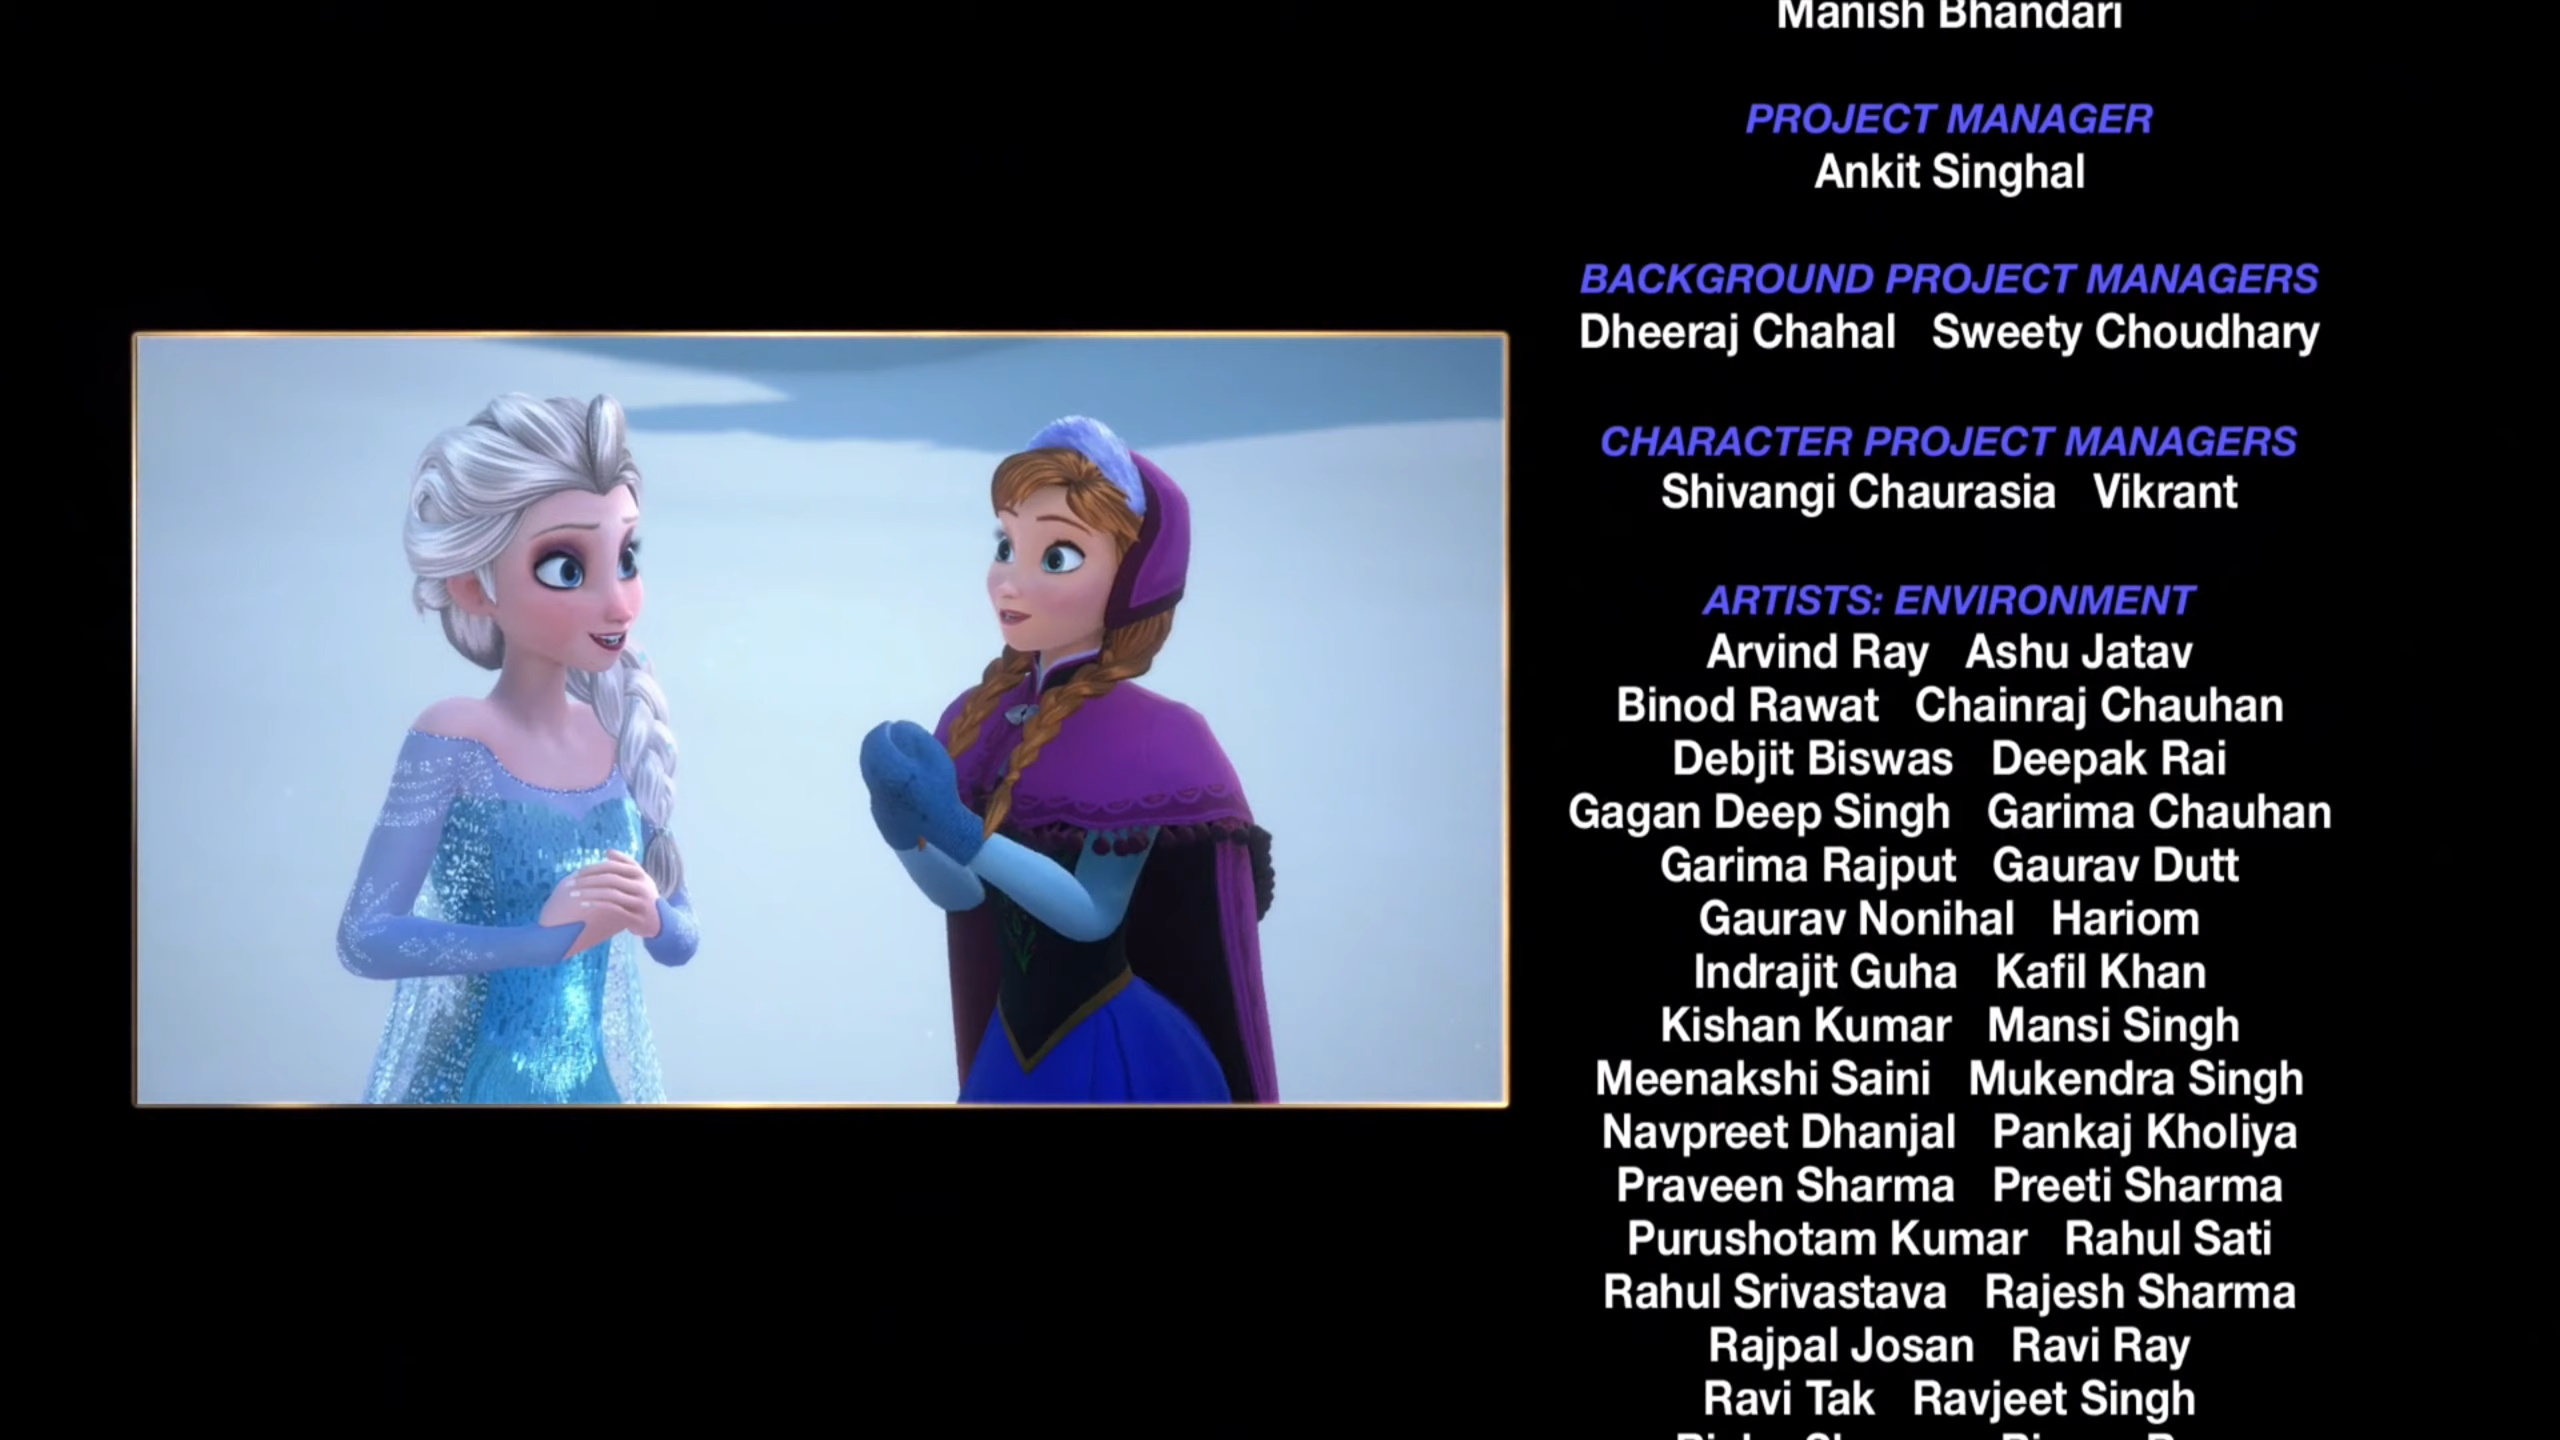 Manish Bhandari
PROJECT MANAGER
Ankit Singhal
BACKGROUND PROJECT MANAGERS
Dheeraj Chahal Sweety Choudhary
CHARACTER PROJECT MANAGERS
Shivangi Chaurasia Vikrant
ARTISTS: ENVIRONMENT
Arvind Ray Ashu Jatav
Binod Rawat Chainraj Chauhan
Debjit Biswas Deepak Rai
Gagan Deep Singh Garima Chauhan
Garima Rajput Gaurav Dutt
Gaurav Nonihal Hariom
Indrajit Guha Kafil Khan
Kishan Kumar Mansi Singh
Meenakshi Saini Mukendra Singh
Navpreet Dhanjal Pankaj Kholiya
Praveen Sharma Preeti Sharma
Purushotam Kumar Rahul Sati
Rahul Srivastava Rajesh Sharma
Rajpal Josan Ravi Ray
Ravi Tak Ravjeet Singh